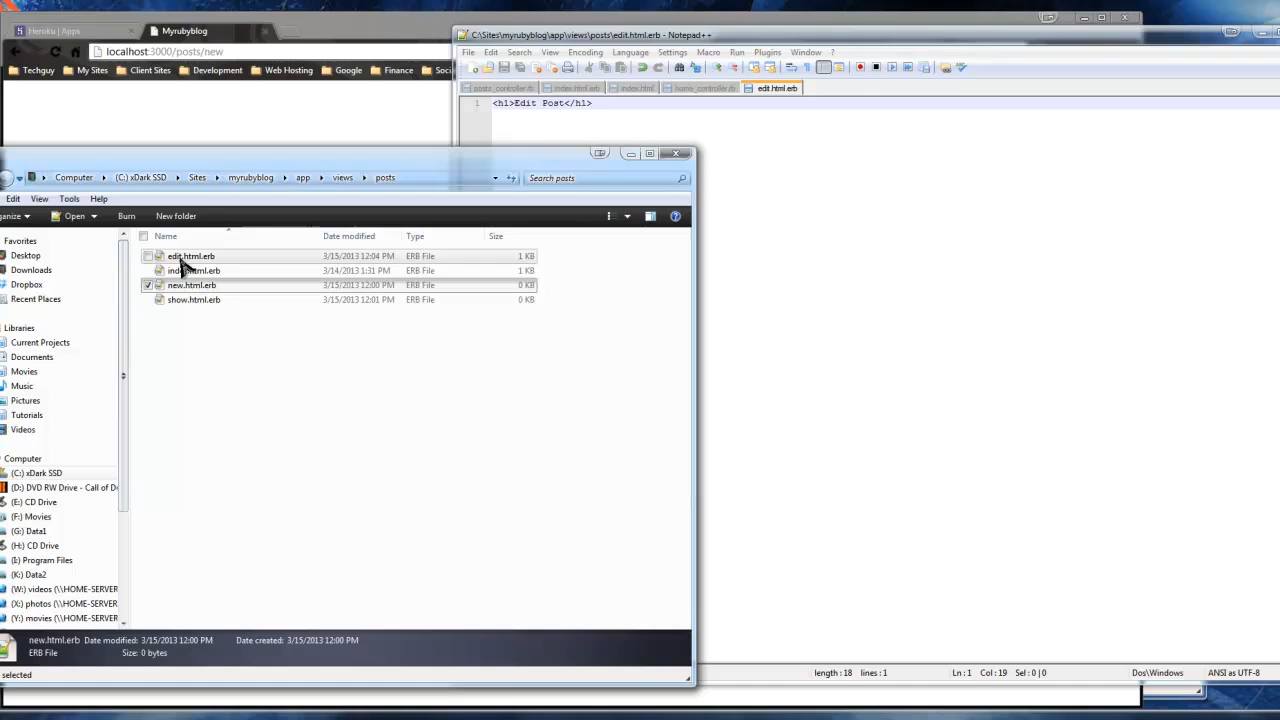 Heroku | Apps
Myrubyblog
localhost:3000/posts/new
Techguy My Sites Client Sites Development Web Hosting Google Finance
C:\Sites\myrubyblog\app\views\posts\edit.html.erb - Notepad++
File Edit Search View Encoding Language Settings Macro Run Plugins Window ?
posts_controller.rb index.html.erb index.html home_controller.rb edit.html.erb
1 <h1>Edit Post</h1>
Computer (C:) xDark SSD Sites myrubyblog app views posts
Search posts
Edit View Tools Help
Open Burn New folder
Name Date modified Type Size
edit.html.erb 3/15/2013 12:04 PM ERB File 1 KB
3/14/2013 1:31 PM ERB File 1 KB
new.html.erb 3/15/2013 12:00 PM ERB File 0 KB
show.html.erb 3/15/2013 12:01 PM ERB File 0 KB
Favorites
Desktop
Downloads
Dropbox
Recent Places
Libraries
Current Projects
Documents
Movies
Music
Pictures
Tutorials
Videos
Computer
(C:) xDark SSD
(D:) DVD RW Drive - Call of D
(E:) CD Drive
(F:) Movies
(G:) Data1
(H:) CD Drive
(I:) Program Files
(K:) Data2
(W:) videos (\\HOME-SERVER
(X:) photos (\\HOME-SERVER
(Y:) movies (\\HOME-SERVER
new.html.erb Date modified: 3/15/2013 12:00 PM Date created: 3/15/2013 12:00 PM
ERB File Size: 0 bytes
selected
length : 18 lines : 1 Ln : 1 Col : 19 Sel : 0 | 0 Dos\Windows ANSI as UTF-8